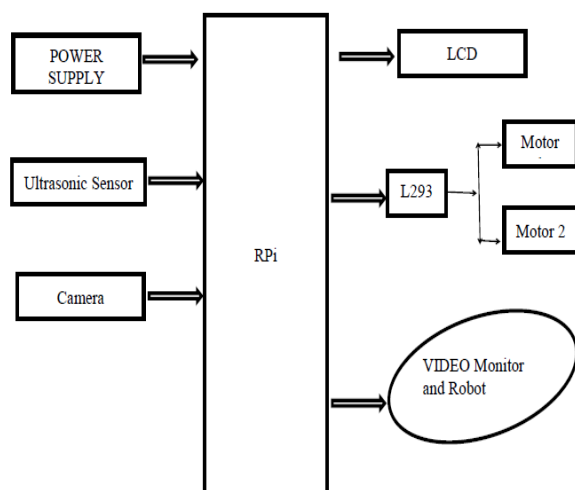 POWER
SUPPLY
LCD
Motor
Ultrasonic Sensor
L293
Motor 2
RPi
Camera
VIDEO Monitor
and Robot